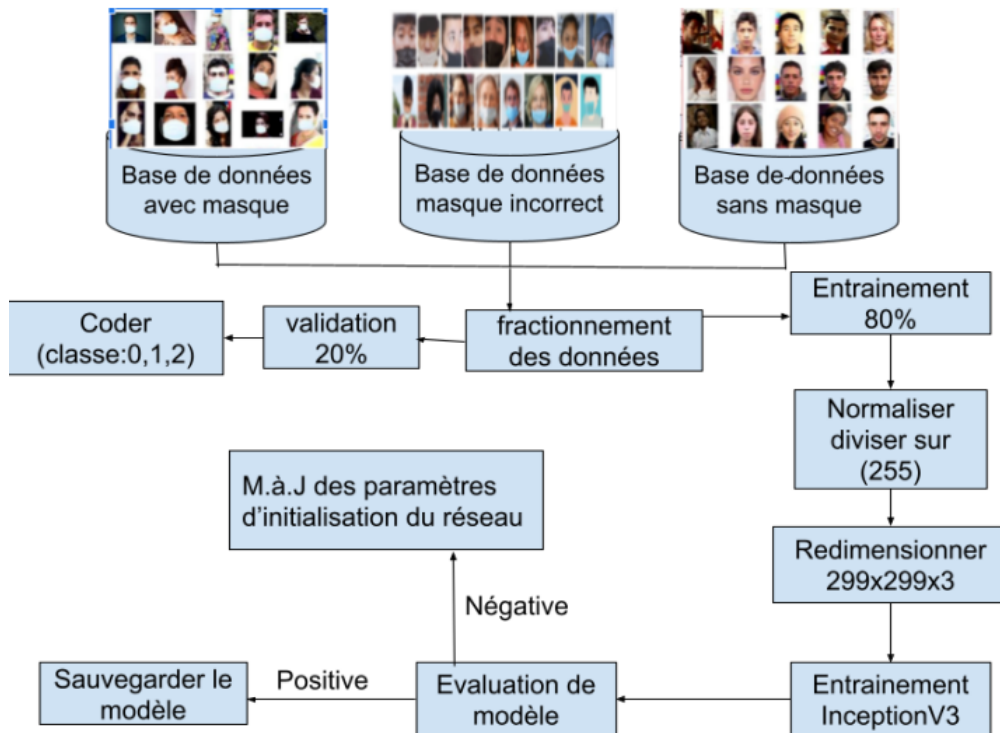 Base de données
avec masque
Base de données
masque incorrect
Base de-données
sans masque
Entrainement
80%
fractionnement
des données
validation
20%
Coder
(classe:0,1,2)
Normaliser
diviser sur
(255)
M.à.J des paramètres
d'initialisation du réseau
Redimensionner
299x299x3
Négative
Entrainement
InceptionV3
Evaluation de
modèle
Positive
Sauvegarder le
modèle